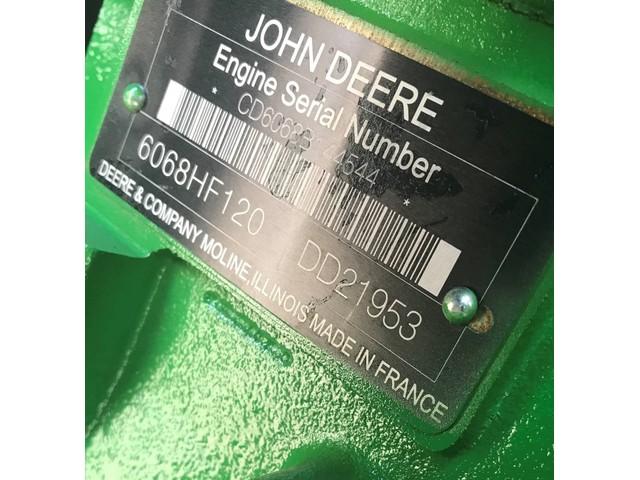 JOHN DEERE
Engine Serial Number
* *
6068HF120 DD21953
DEERE & COMPANY MOLINE, ILLINOIS MADE IN FRANCE